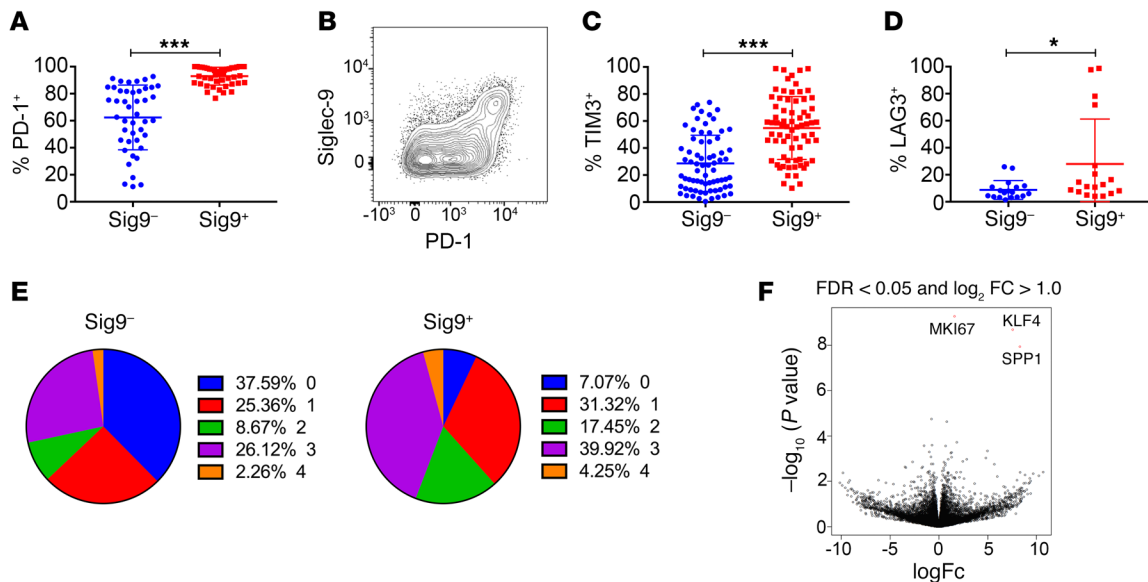 A
***
% PD-1⁺
100
80
60
40
20
0
Sig9⁻ Sig9⁺
B
Siglec-9
10⁴
10³
0
-10³ 0 10³ 10⁴
PD-1
C
***
% TIM3⁺
100
80
60
40
20
0
Sig9⁻ Sig9⁺
D
*
% LAG3⁺
100
80
60
40
20
0
Sig9⁻ Sig9⁺
E
Sig9⁻
37.59% 0
25.36% 1
8.67% 2
26.12% 3
2.26% 4
Sig9⁺
7.07% 0
31.32% 1
17.45% 2
39.92% 3
4.25% 4
F
FDR < 0.05 and log₂ FC > 1.0
MKI67
KLF4
SPP1
–log₁₀ (P value)
8
6
4
2
0
-10 -5 0 5 10
logFc